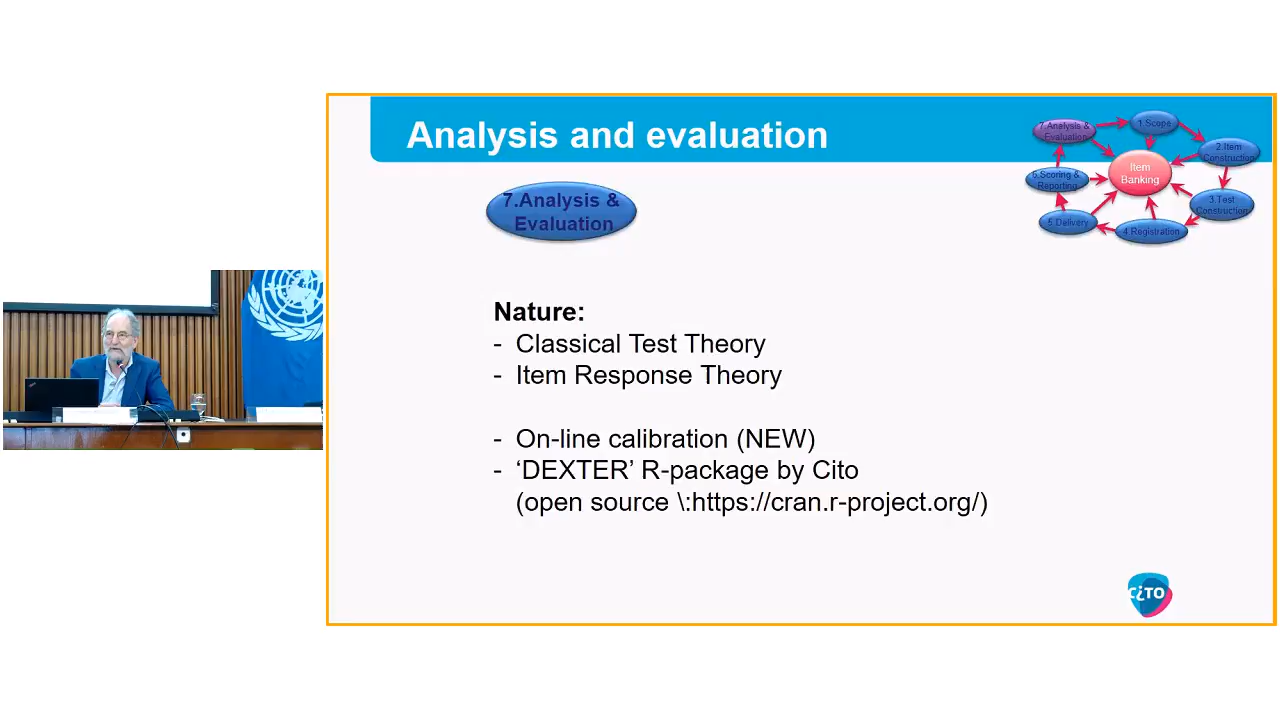 Analysis and evaluation
7.Analysis &
Evaluation
1.Scope
2.Item
Construction
3.Test
Construction
4.Registration
5.Delivery
6.Scoring &
Reporting
Item
Banking
7.Analysis &
Evaluation
Nature:
- Classical Test Theory
- Item Response Theory
- On-line calibration (NEW)
- ‘DEXTER’ R-package by Cito
(open source \:https://cran.r-project.org/)
CiTO